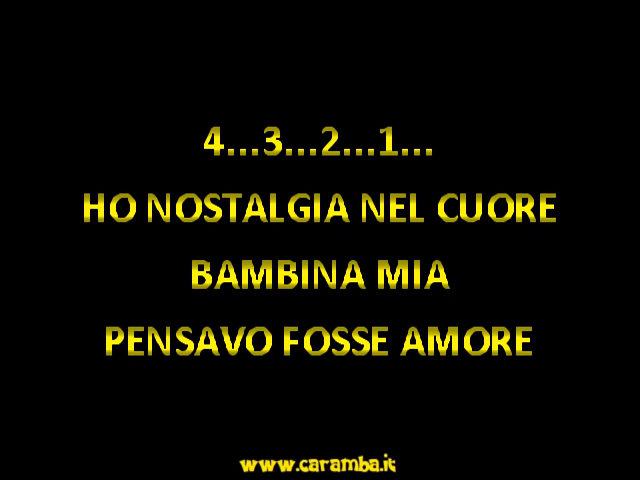 4...3...2...1...
HO NOSTALGIA NEL CUORE
BAMBINA MIA
PENSAVO FOSSE AMORE
www.caramba.it